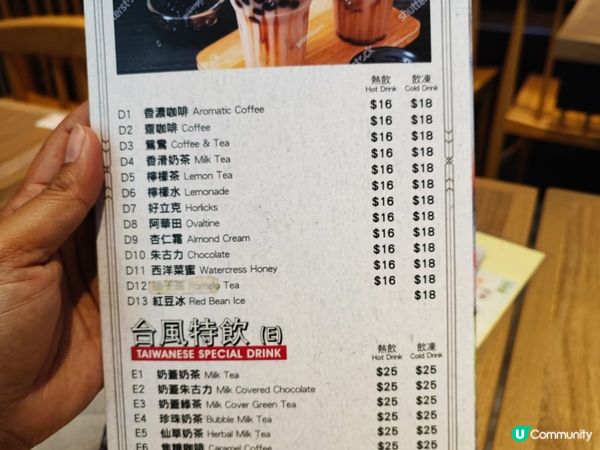 熱飲 飲凍
Hot Drink Cold Drink
D1 香濃咖啡 Aromatic Coffee $16 $18
D2 齋咖啡 Coffee $16 $18
D3 鴛鴦 Coffee & Tea $16 $18
D4 香滑奶茶 Milk Tea $16 $18
D5 檸檬茶 Lemon Tea $16 $18
D6 檸檬水 Lemonade $16 $18
D7 好立克 Horlicks $16 $18
D8 阿華田 Ovaltine $16 $18
D9 杏仁霜 Almond Cream $16 $18
D10 朱古力 Chocolate $16 $18
D11 西洋菜蜜 Watercress Honey $16 $18
D12 子茶 Pomelo Tea $16 $18
D13 紅豆冰 Red Bean Ice $18
台風特飲 (E)
TAIWANESE SPECIAL DRINK
熱飲 飲凍
Hot Drink Cold Drink
E1 奶蓋奶茶 Milk Tea $25 $25
E2 奶蓋朱古力 Milk Covered Chocolate $25 $25
E3 奶蓋綠茶 Milk Cover Green Tea $25 $25
E4 珍珠奶茶 Bubble Milk Tea $25 $25
E5 仙草奶茶 Herbal Milk Tea $25 $25
E6 焦糖咖啡 Caramel Coffee $25 $25
U Community